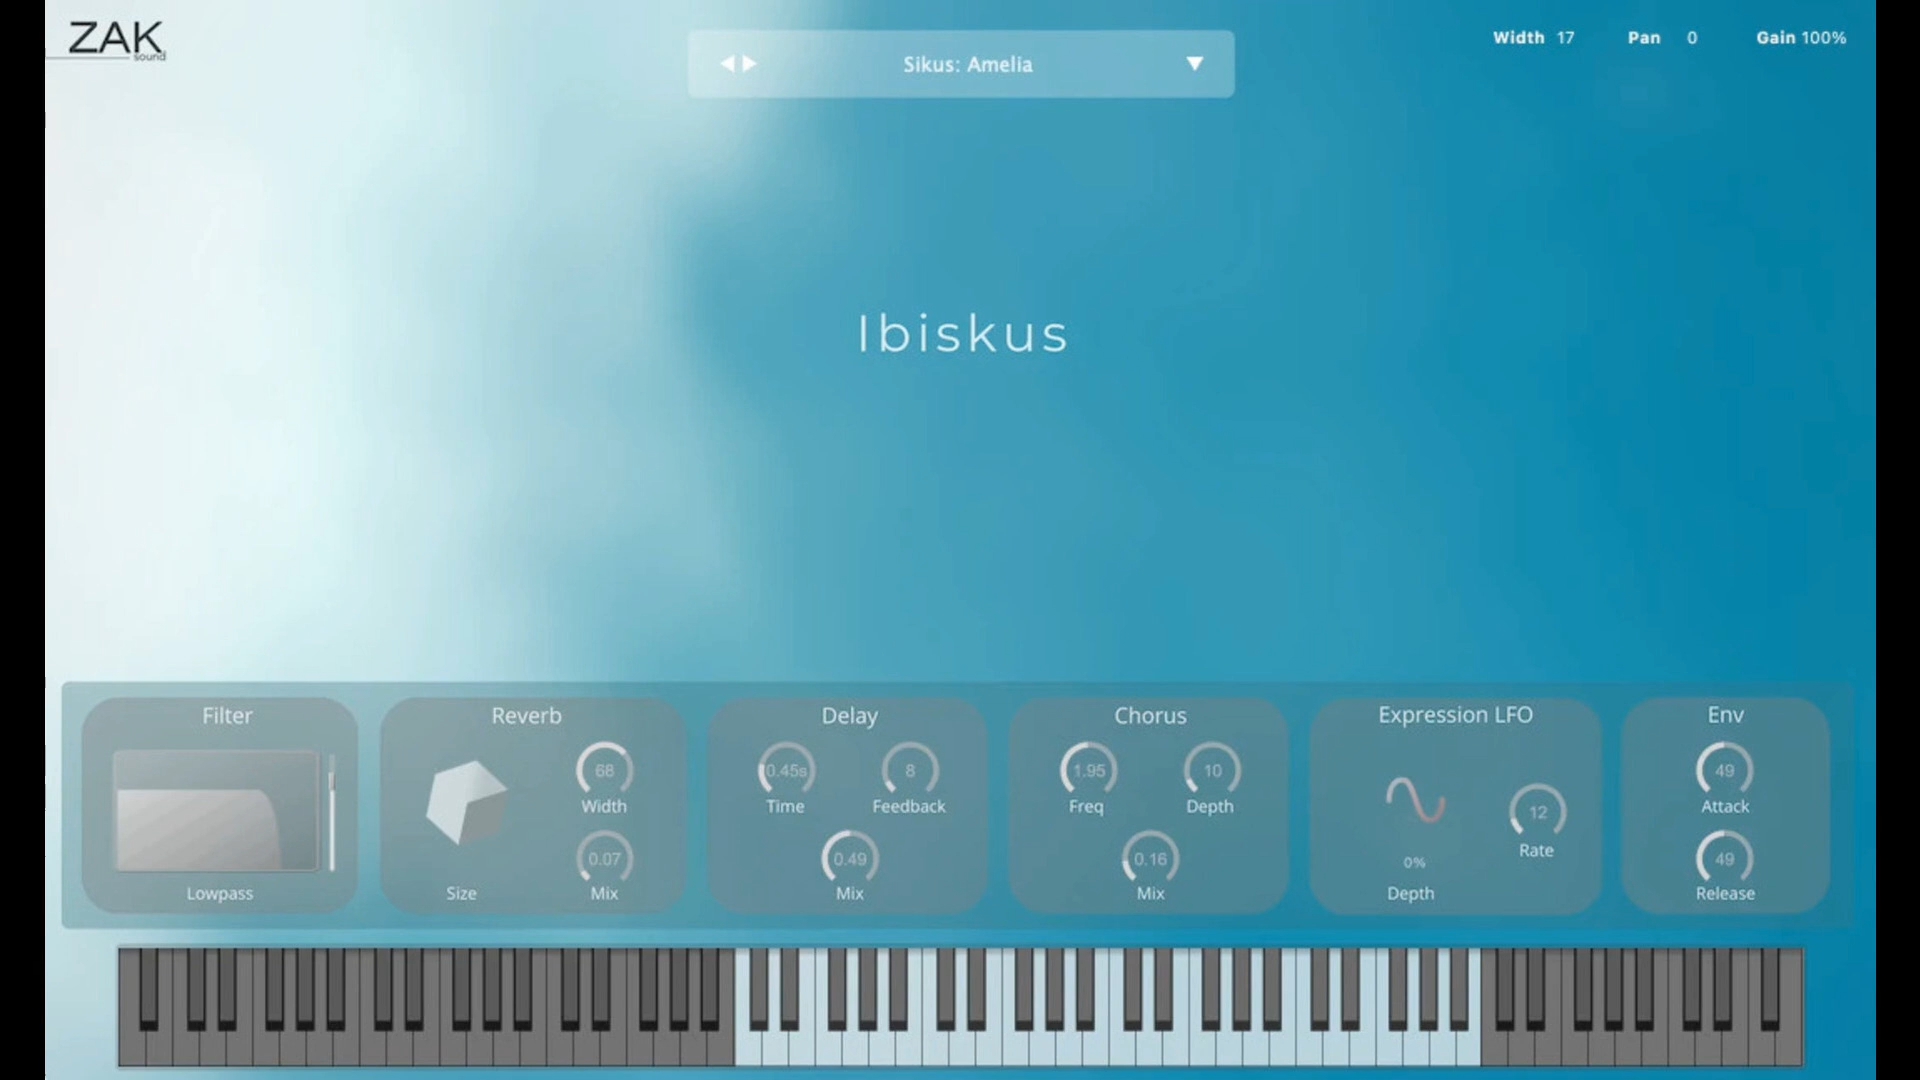 ZAK
sound
Sikus: Amelia
Width 17 Pan 0 Gain 100%
Ibiskus
Filter
Lowpass
Reverb
68
Width
0.07
Size Mix
Delay
0.45s 8
Time Feedback
0.49
Mix
Chorus
1.95 10
Freq Depth
0.16
Mix
Expression LFO
12
Rate
0%
Depth
Env
49
Attack
49
Release